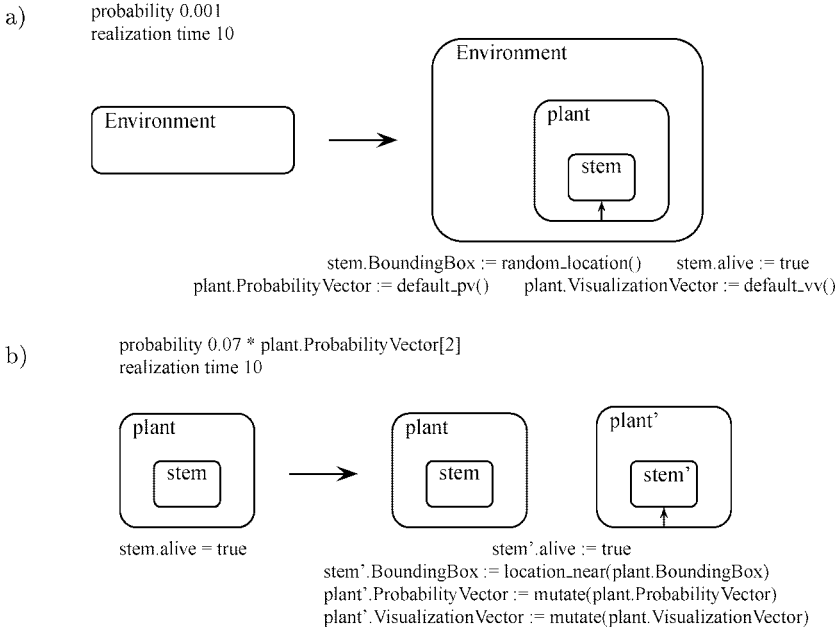 a)
probability 0.001
realization time 10
Environment
Environment
plant
stem
stem.BoundingBox := random_location() stem.alive := true
plant.ProbabilityVector := default_pv() plant.VisualizationVector := default_vv()
b)
probability 0.07 * plant.ProbabilityVector[2]
realization time 10
plant
stem
plant
stem
plant’
stem’
stem.alive = true
stem’.alive := true
stem’.BoundingBox := location_near(plant.BoundingBox)
plant’.ProbabilityVector := mutate(plant.ProbabilityVector)
plant’.VisualizationVector := mutate(plant.VisualizationVector)